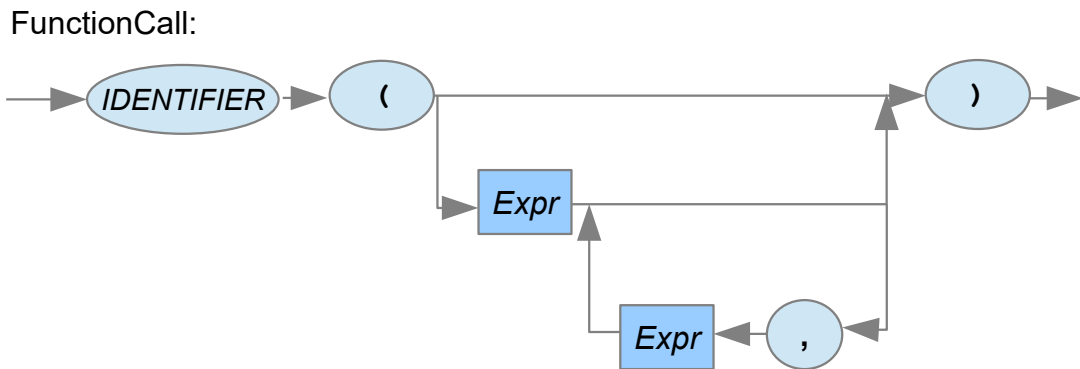 FunctionCall:
IDENTIFIER ( )
Expr
Expr ,